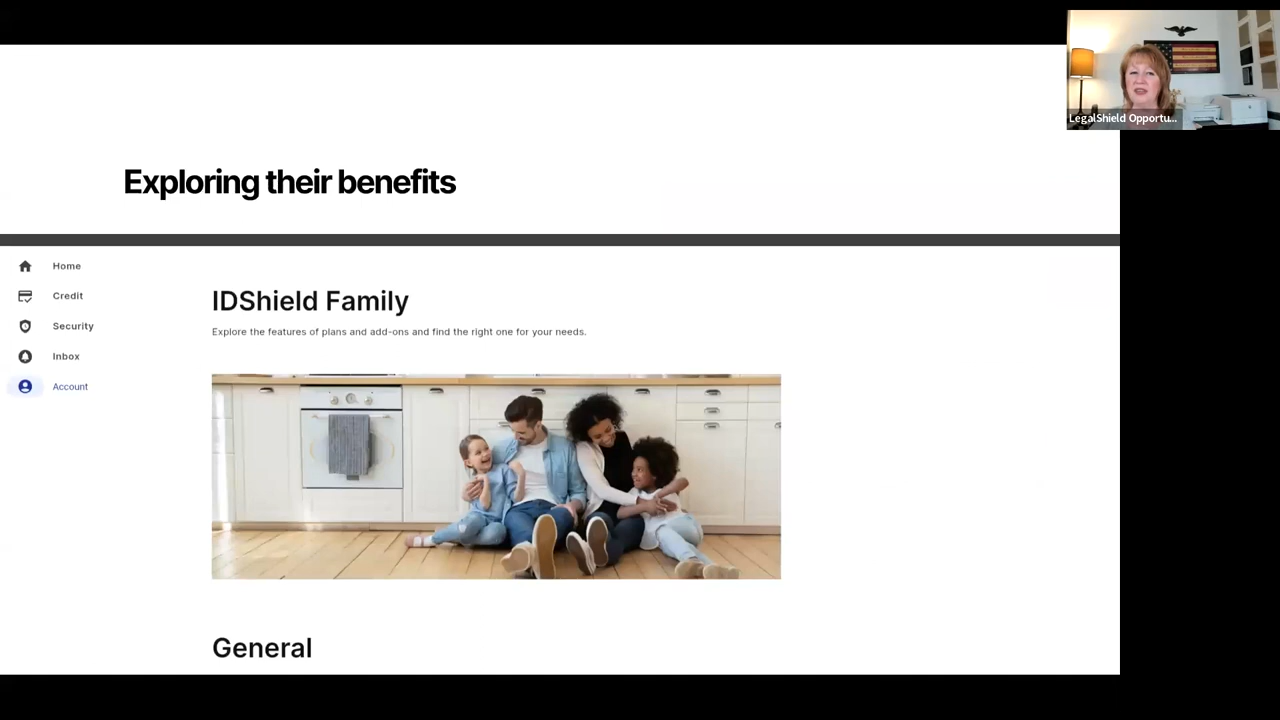 LegalShield Opportu...
Exploring their benefits
Home
Credit
Security
Inbox
Account
IDShield Family
Explore the features of plans and add-ons and find the right one for your needs.
General